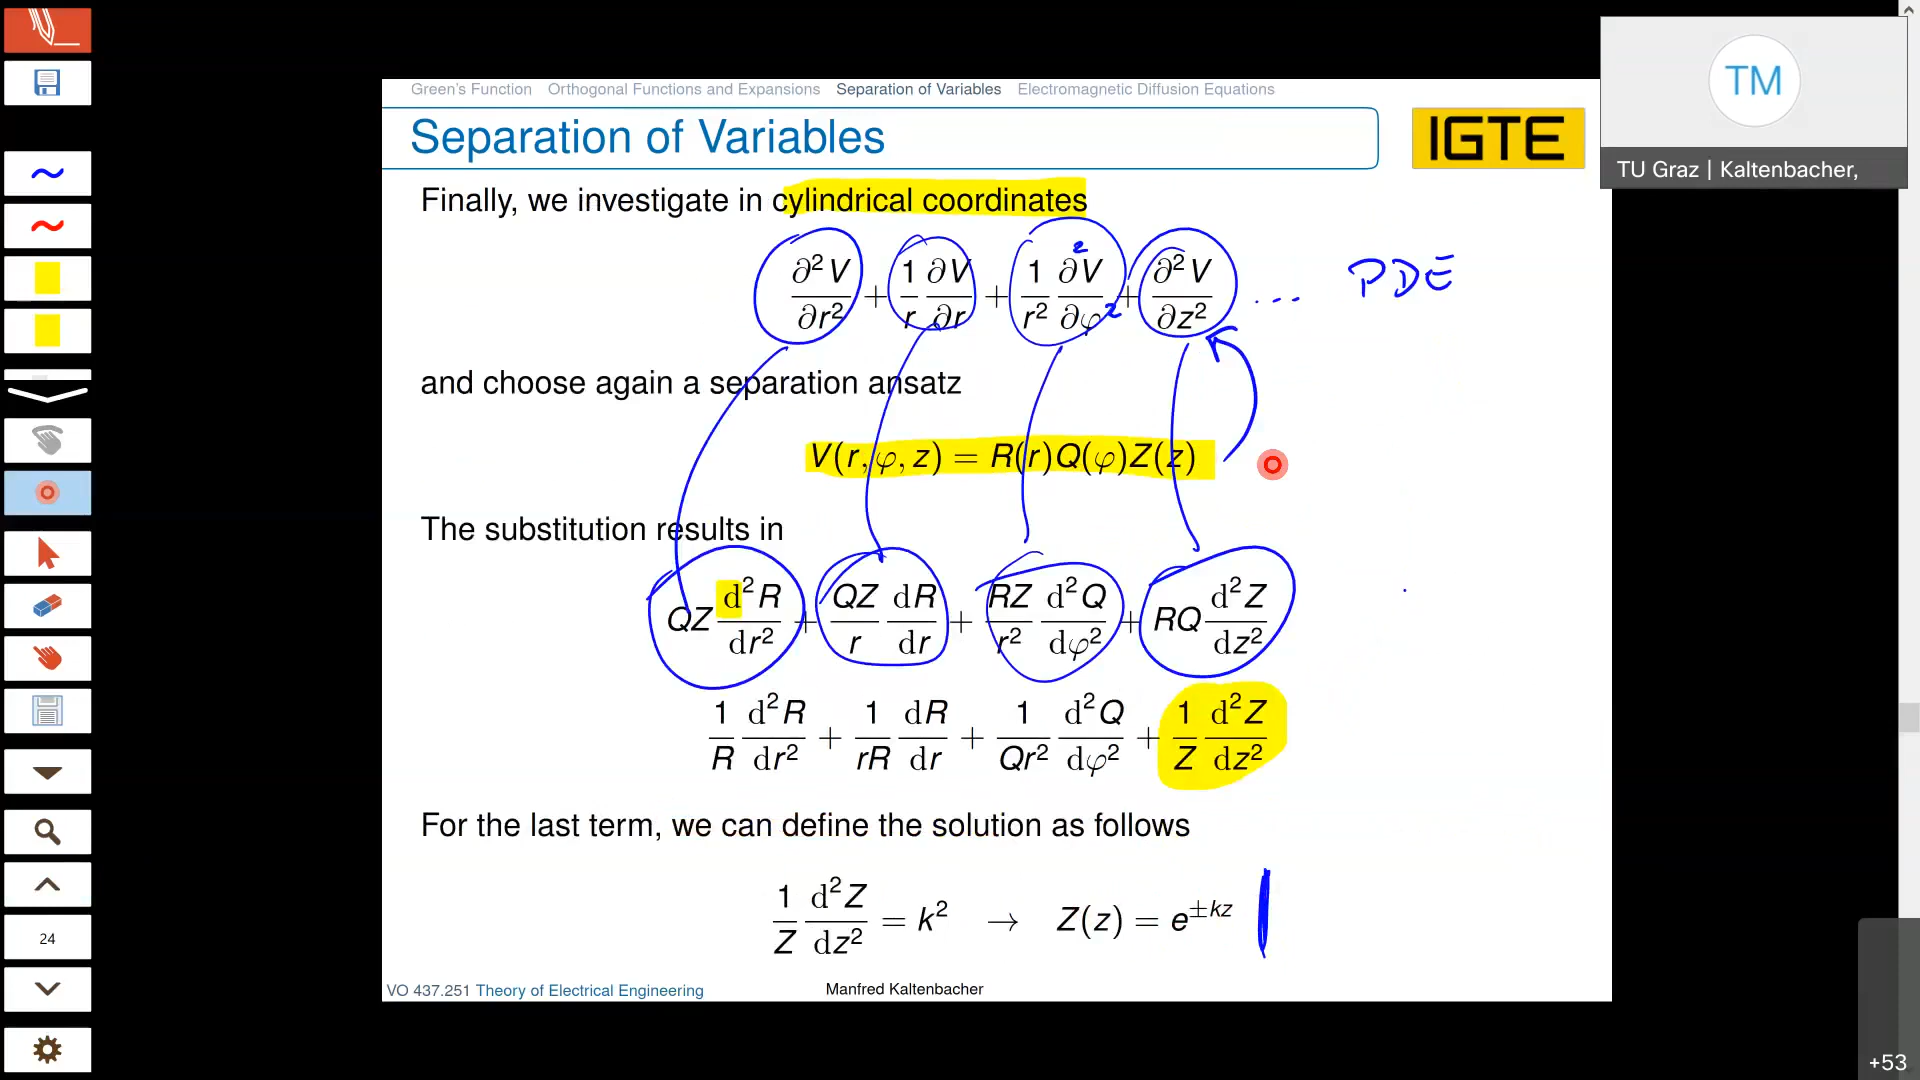 Green's Function Orthogonal Functions and Expansions Separation of Variables Electromagnetic Diffusion Equations
Separation of Variables
IGTE
TM
TU Graz | Kaltenbacher,
Finally, we investigate in cylindrical coordinates
∂²V/∂r² + 1/r ∂V/∂r + 1/r² ∂²V/∂φ² + ∂²V/∂z² ... PDE
and choose again a separation ansatz
V(r, φ, z) = R(r)Q(φ)Z(z)
The substitution results in
QZ d²R/dr² + QZ/r dR/dr + RZ/r² d²Q/dφ² + RQ d²Z/dz²
1/R d²R/dr² + 1/rR dR/dr + 1/Qr² d²Q/dφ² + 1/Z d²Z/dz²
For the last term, we can define the solution as follows
1/Z d²Z/dz² = k² → Z(z) = e^±kz
VO 437.251 Theory of Electrical Engineering
Manfred Kaltenbacher
24
+53